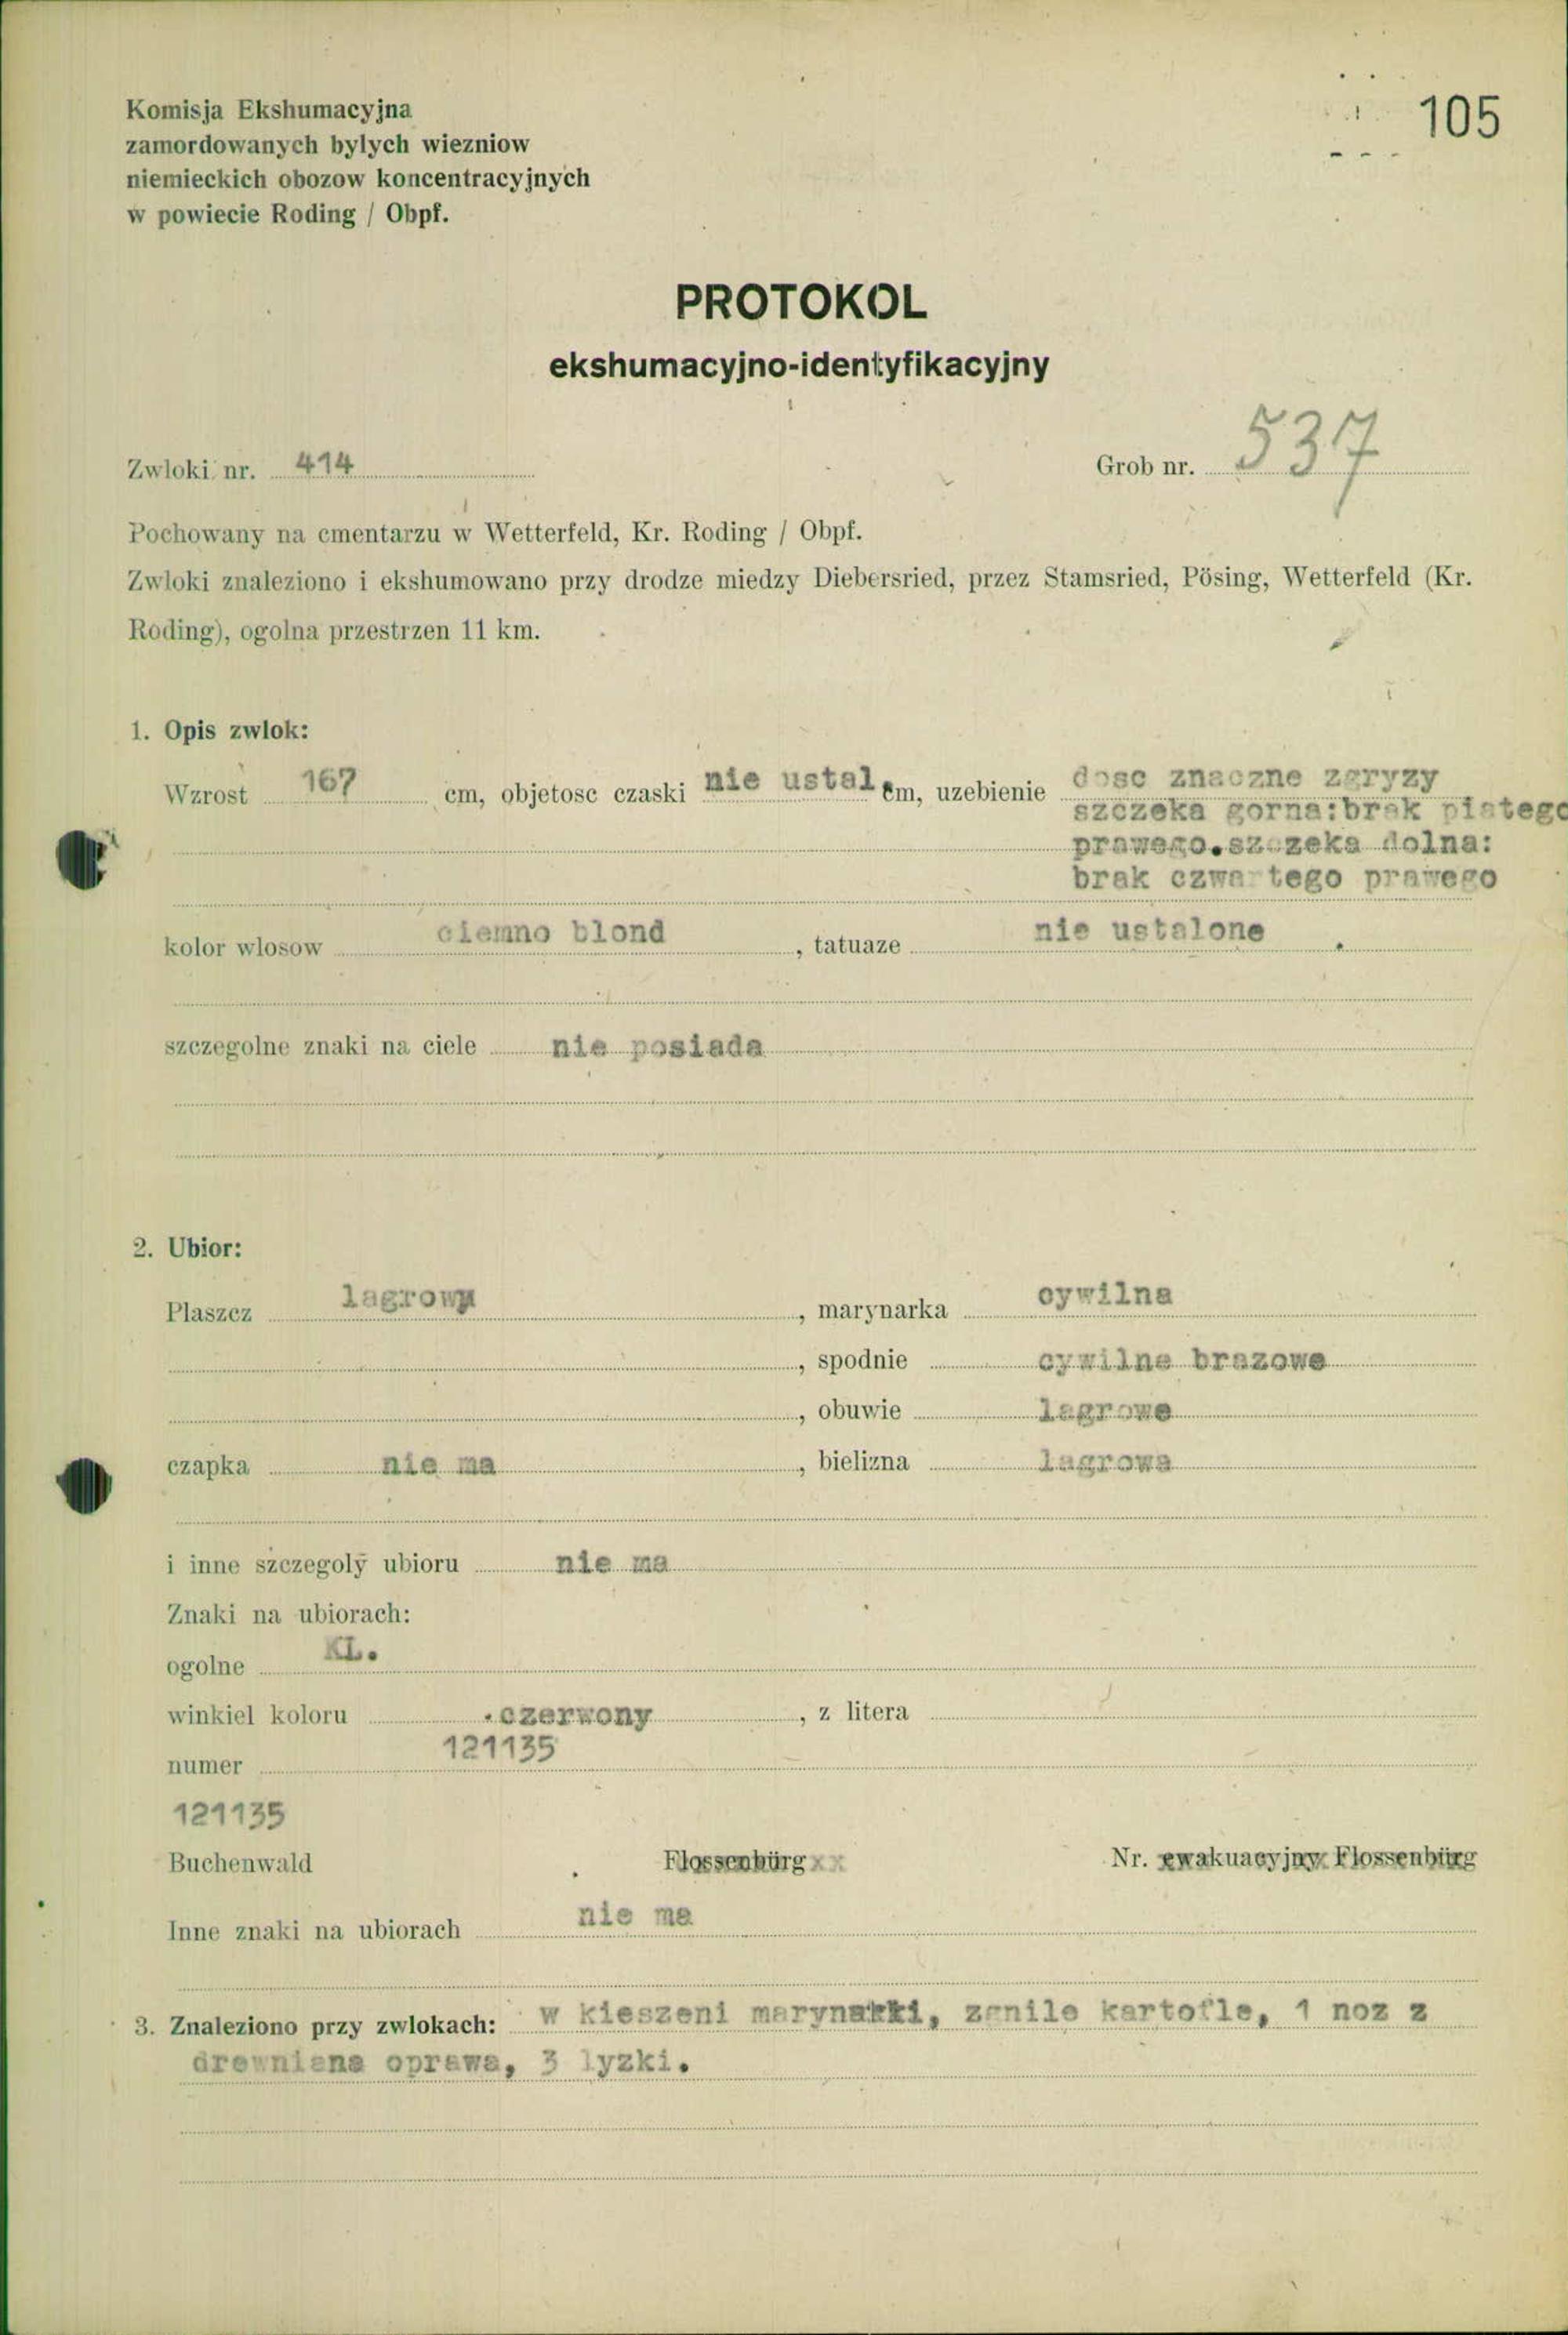 105
Komisja Ekshumacyjna
zamordowanych bylych wiezniow
niemieckich obozow koncentracyjnych
w powiecie Roding / Obpf.
PROTOKOL
ekshumacyjno-identyfikacyjny
Zwloki nr. 414 Grob nr. 537
Pochowany na cmentarzu w Wetterfeld, Kr. Roding / Obpf.
Zwloki znaleziono i ekshumowano przy drodze miedzy Diebersried, przez Stamsried, Pösing, Wetterfeld (Kr.
Roding), ogolna przestrzen 11 km.
1. Opis zwlok:
Wzrost 167 cm, objetosc czaski nie ustal cm, uzebienie dosc znaczne zgryzy
szczeka gorna:brak piatego
prawego.szczeka dolna:
brak czwartego prawego
kolor wlosow ciemno blond , tatuaze nie ustalone .
szczegolne znaki na ciele nie posiada
2. Ubior:
Plaszcz lagrowy , marynarka cywilna
, spodnie cywilne brazowe
, obuwie lagrowe
czapka nie ma , bielizna lagrowa
i inne szczegoly ubioru nie ma
Znaki na ubiorach:
ogolne KL.
winkiel koloru czerwony , z litera
numer 121135
121135
Buchenwald Flossenbürg Nr. ewakuacyjny Flossenbürg
Inne znaki na ubiorach nie ma
3. Znaleziono przy zwlokach: w kieszeni marynarki, zgnile kartofle, 1 noz z
drewniana oprawa, 3 lyzki.